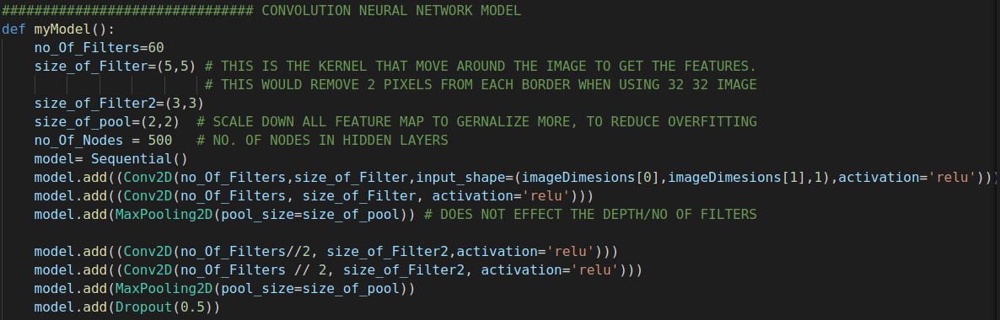 ############################### CONVOLUTION NEURAL NETWORK MODEL
def myModel():
    no_Of_Filters=60
    size_of_Filter=(5,5) # THIS IS THE KERNEL THAT MOVE AROUND THE IMAGE TO GET THE FEATURES.
                         # THIS WOULD REMOVE 2 PIXELS FROM EACH BORDER WHEN USING 32 32 IMAGE
    size_of_Filter2=(3,3)
    size_of_pool=(2,2)  # SCALE DOWN ALL FEATURE MAP TO GERNALIZE MORE, TO REDUCE OVERFITTING
    no_Of_Nodes = 500   # NO. OF NODES IN HIDDEN LAYERS
    model= Sequential()
    model.add((Conv2D(no_Of_Filters,size_of_Filter,input_shape=(imageDimesions[0],imageDimesions[1],1),activation='relu')))
    model.add((Conv2D(no_Of_Filters, size_of_Filter, activation='relu')))
    model.add(MaxPooling2D(pool_size=size_of_pool)) # DOES NOT EFFECT THE DEPTH/NO OF FILTERS

    model.add((Conv2D(no_Of_Filters//2, size_of_Filter2,activation='relu')))
    model.add((Conv2D(no_Of_Filters // 2, size_of_Filter2, activation='relu')))
    model.add(MaxPooling2D(pool_size=size_of_pool))
    model.add(Dropout(0.5))